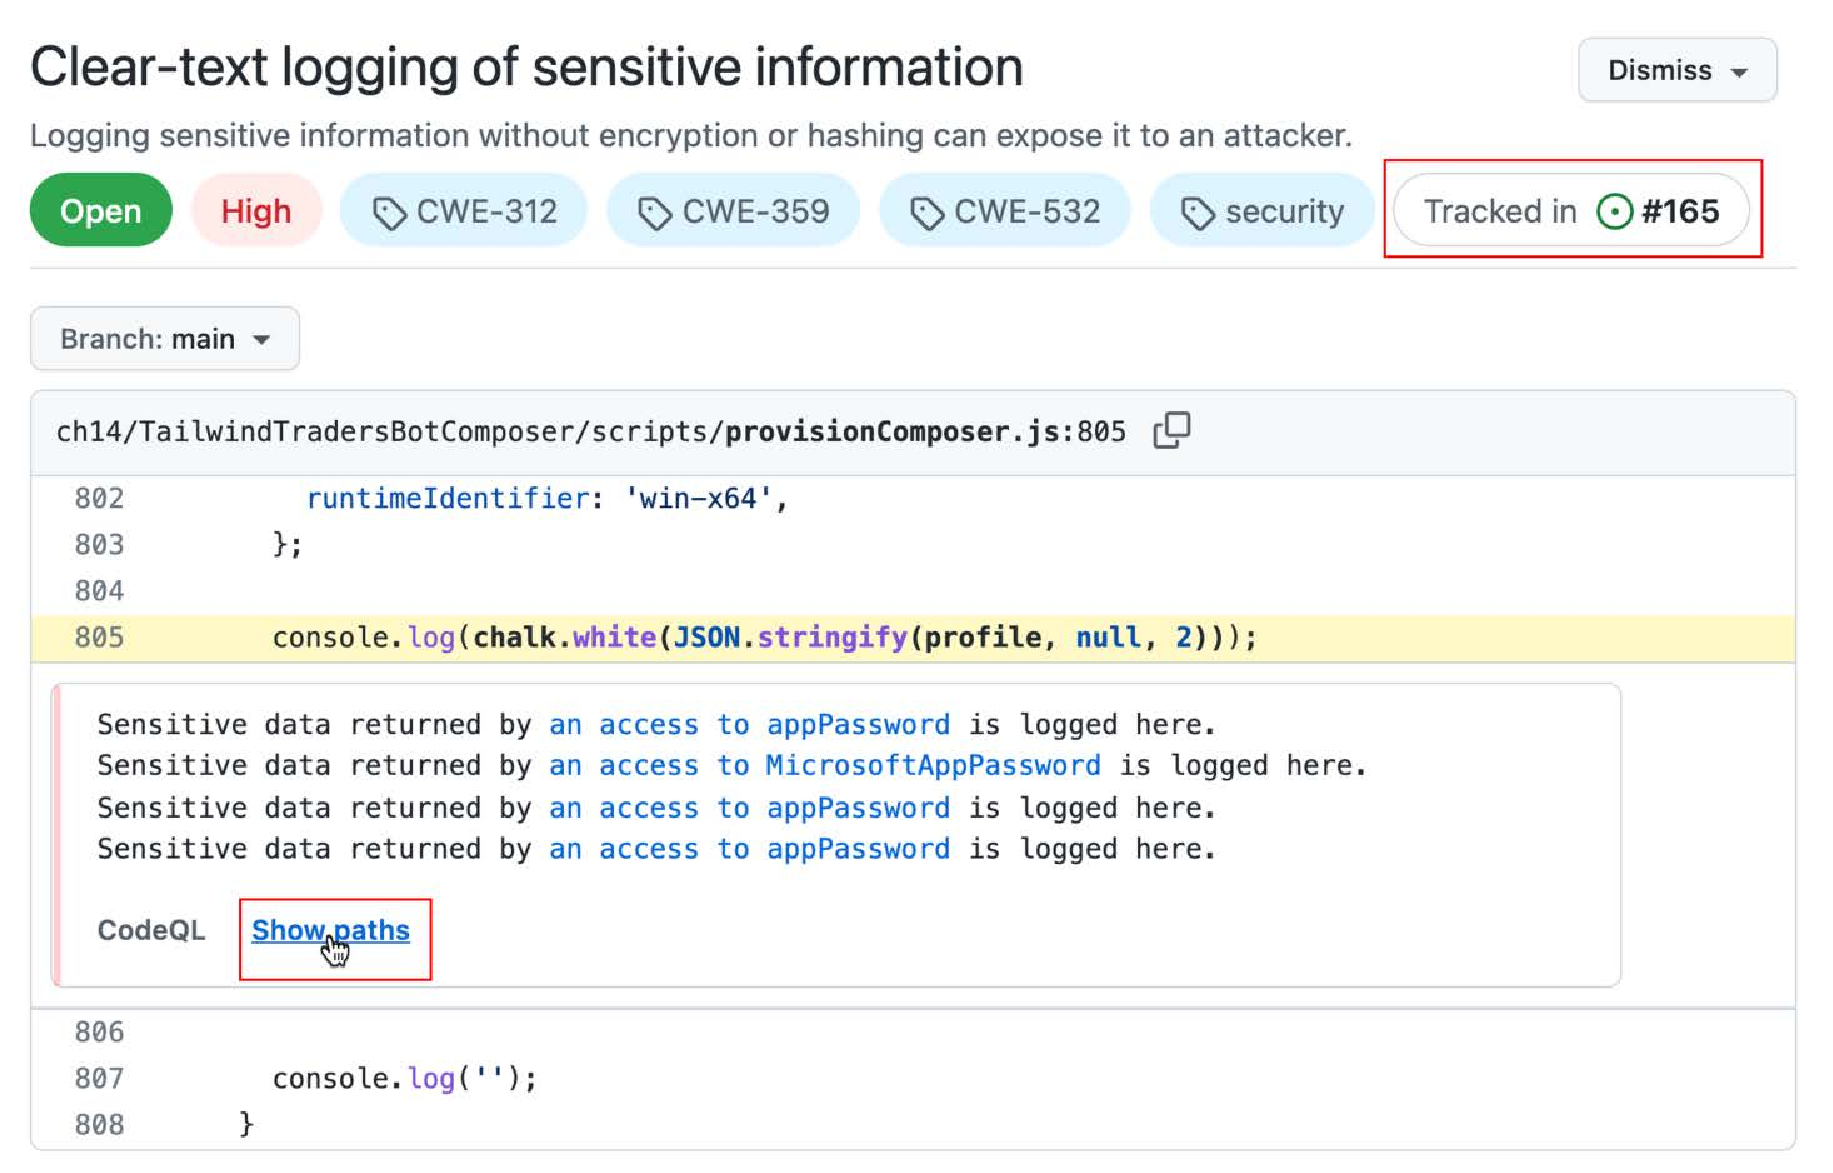 Clear-text logging of sensitive information
Dismiss
Logging sensitive information without encryption or hashing can expose it to an attacker.
Open High CWE-312 CWE-359 CWE-532 security Tracked in #165
Branch: main
ch14/TailwindTradersBotComposer/scripts/provisionComposer.js:805
802 runtimeIdentifier: 'win-x64',
803 };
804
805 console.log(chalk.white(JSON.stringify(profile, null, 2)));
Sensitive data returned by an access to appPassword is logged here.
Sensitive data returned by an access to MicrosoftAppPassword is logged here.
Sensitive data returned by an access to appPassword is logged here.
Sensitive data returned by an access to appPassword is logged here.
CodeQL Show paths
806
807 console.log('');
808 }